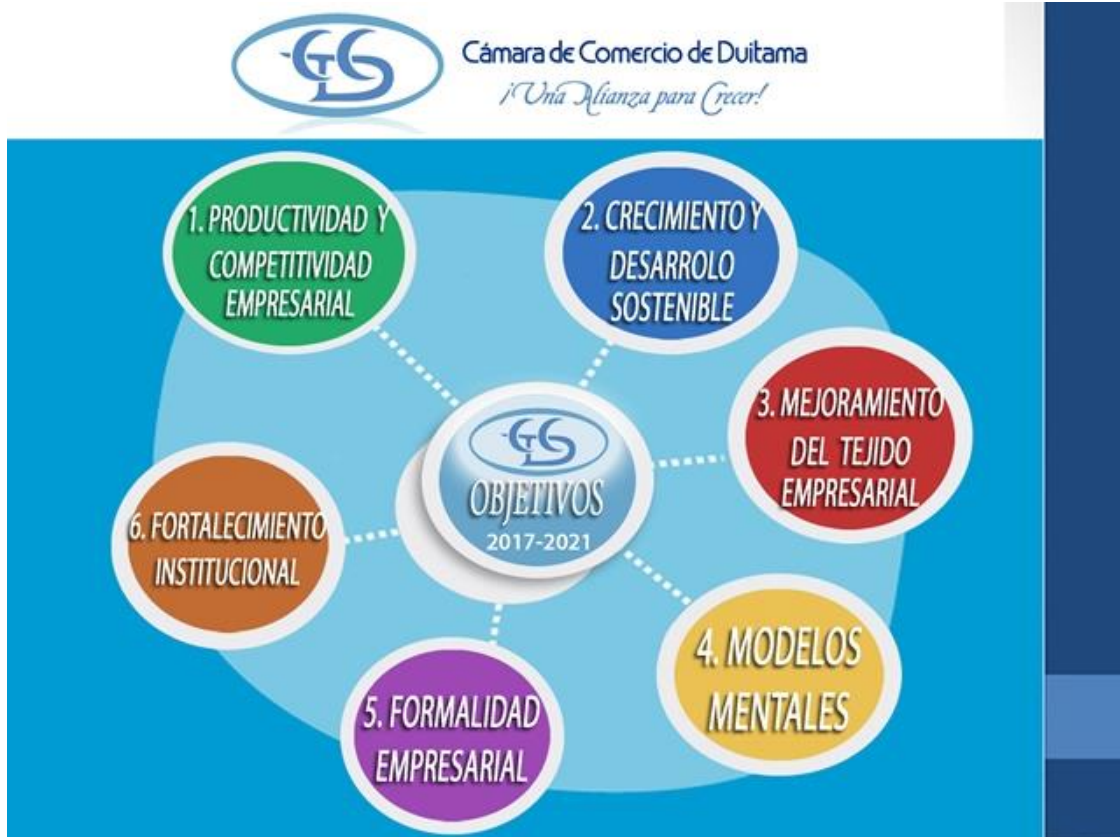 Cámara de Comercio de Duitama
¡Una Alianza para Crecer!
1. PRODUCTIVIDAD Y
COMPETITIVIDAD
EMPRESARIAL
2. CRECIMIENTO Y
DESARROLO
SOSTENIBLE
3. MEJORAMIENTO
DEL TEJIDO
EMPRESARIAL
4. MODELOS
MENTALES
5. FORMALIDAD
EMPRESARIAL
6. FORTALECIMIENTO
INSTITUCIONAL
OBJETIVOS
2017-2021